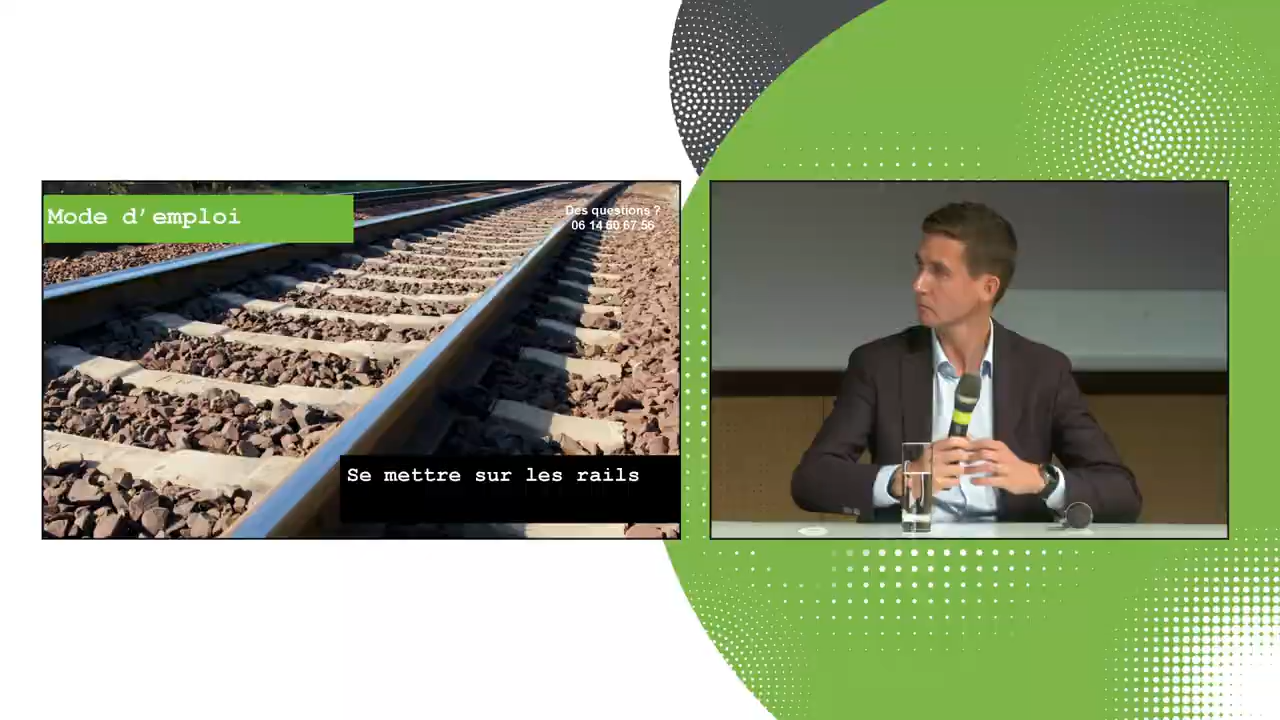 Mode d’emploi
Des questions ?
06 14 60 67 56
Se mettre sur les rails